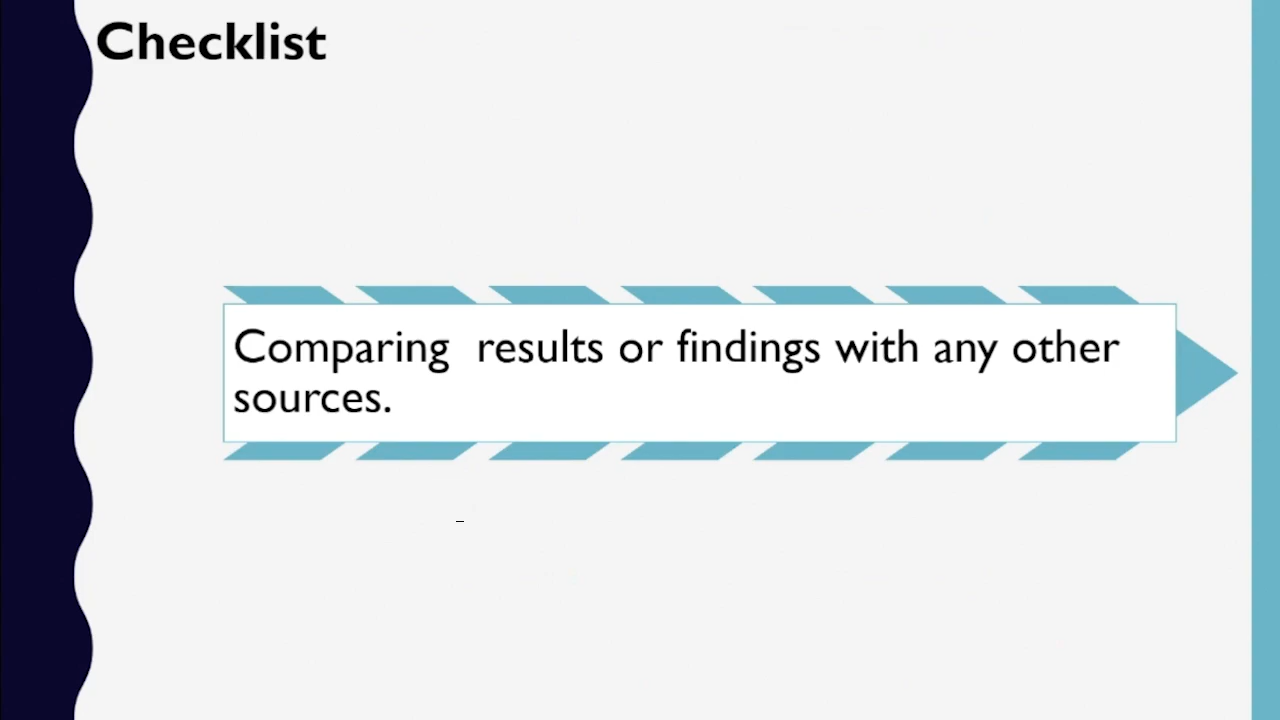 Checklist
Comparing  results or findings with any other
sources.